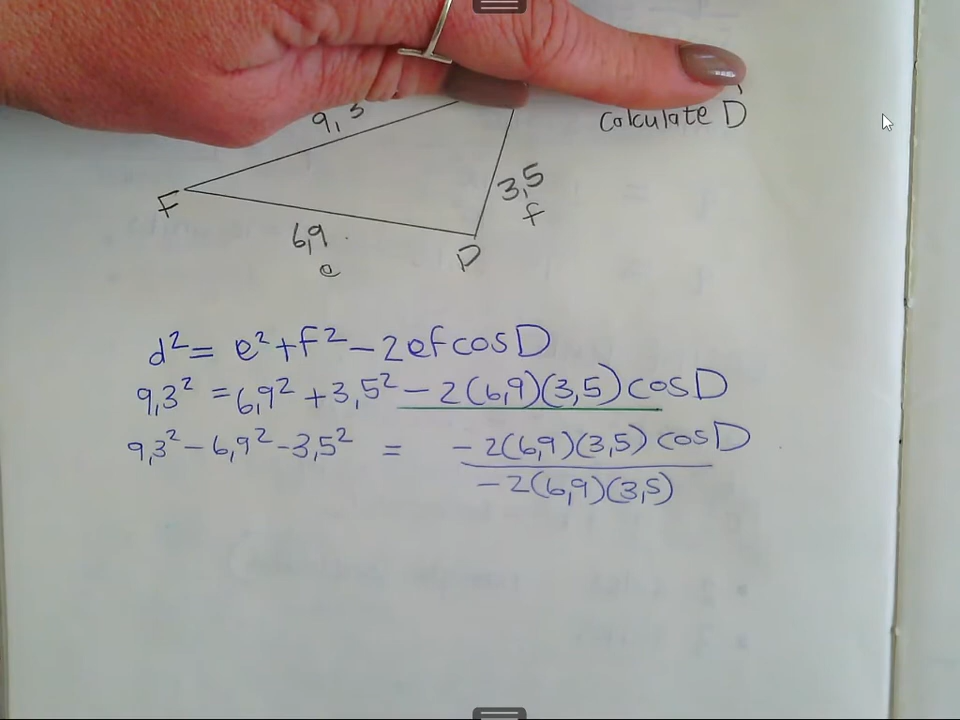 9,3
Calculate D̂
F
3,5
f
6,9
e
D
d² = e² + f² - 2ef cos D
9,3² = 6,9² + 3,5² - 2(6,9)(3,5) cos D
9,3² - 6,9² - 3,5² = - 2(6,9)(3,5) cos D
- 2(6,9)(3,5)